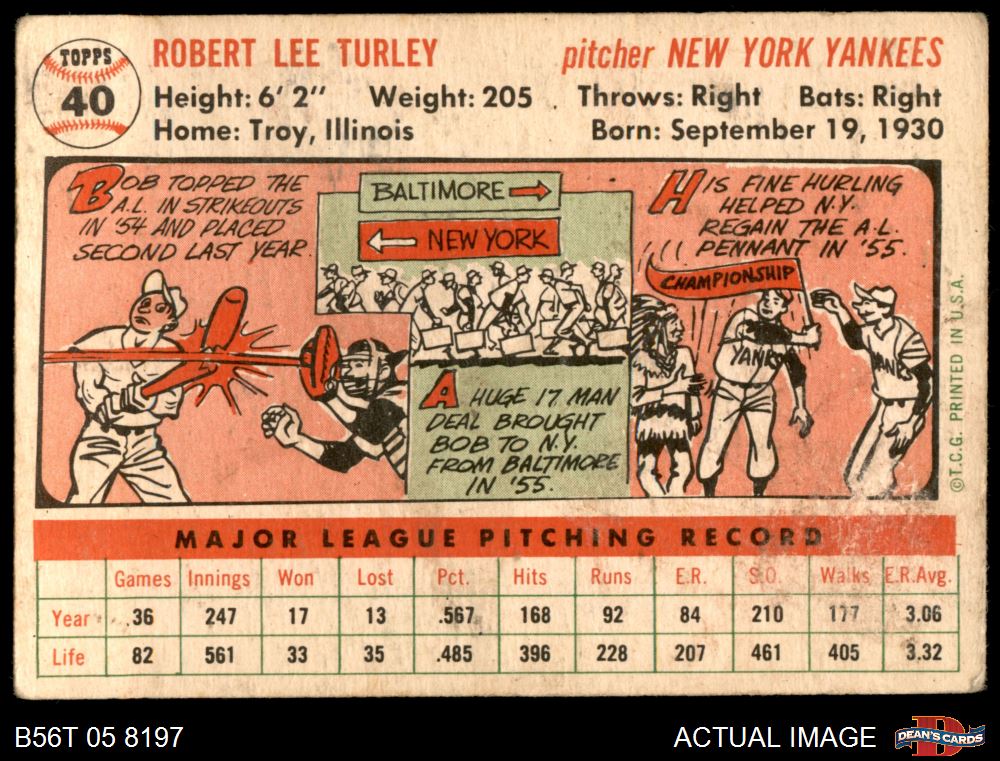 TOPPS
40
ROBERT LEE TURLEY
pitcher NEW YORK YANKEES
Height: 6' 2" Weight: 205 Throws: Right Bats: Right
Home: Troy, Illinois Born: September 19, 1930
BOB TOPPED THE
A.L. IN STRIKEOUTS
IN '54 AND PLACED
SECOND LAST YEAR.
BALTIMORE
NEW YORK
A HUGE 17 MAN
DEAL BROUGHT
BOB TO N.Y.
FROM BALTIMORE
IN '55.
HIS FINE HURLING
HELPED N.Y.
REGAIN THE A.L.
PENNANT IN '55.
CHAMPIONSHIP
YANKS
YANKS
©T.C.G. PRINTED IN U.S.A.
MAJOR LEAGUE PITCHING RECORD
Games Innings Won Lost Pct. Hits Runs E.R. S.O. Walks E.R.Avg.
Year 36 247 17 13 .567 168 92 84 210 177 3.06
Life 82 561 33 35 .485 396 228 207 461 405 3.32
B56T 05 8197
ACTUAL IMAGE
DEAN'S CARDS